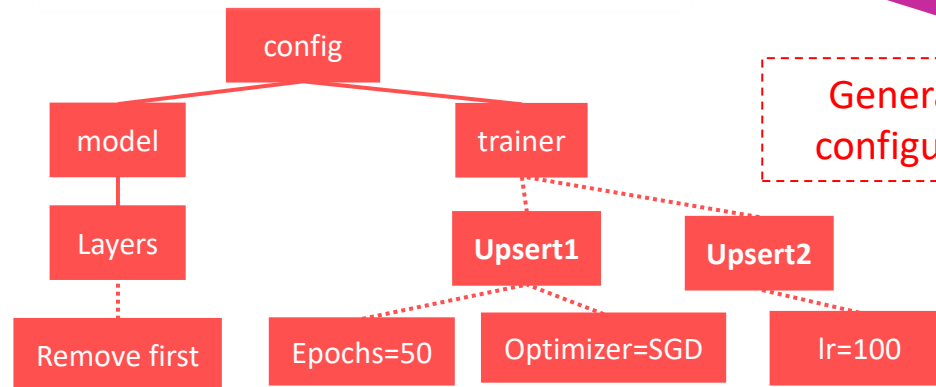 config
model
trainer
Layers
Upsert1
Upsert2
Remove first
Epochs=50
Optimizer=SGD
lr=100